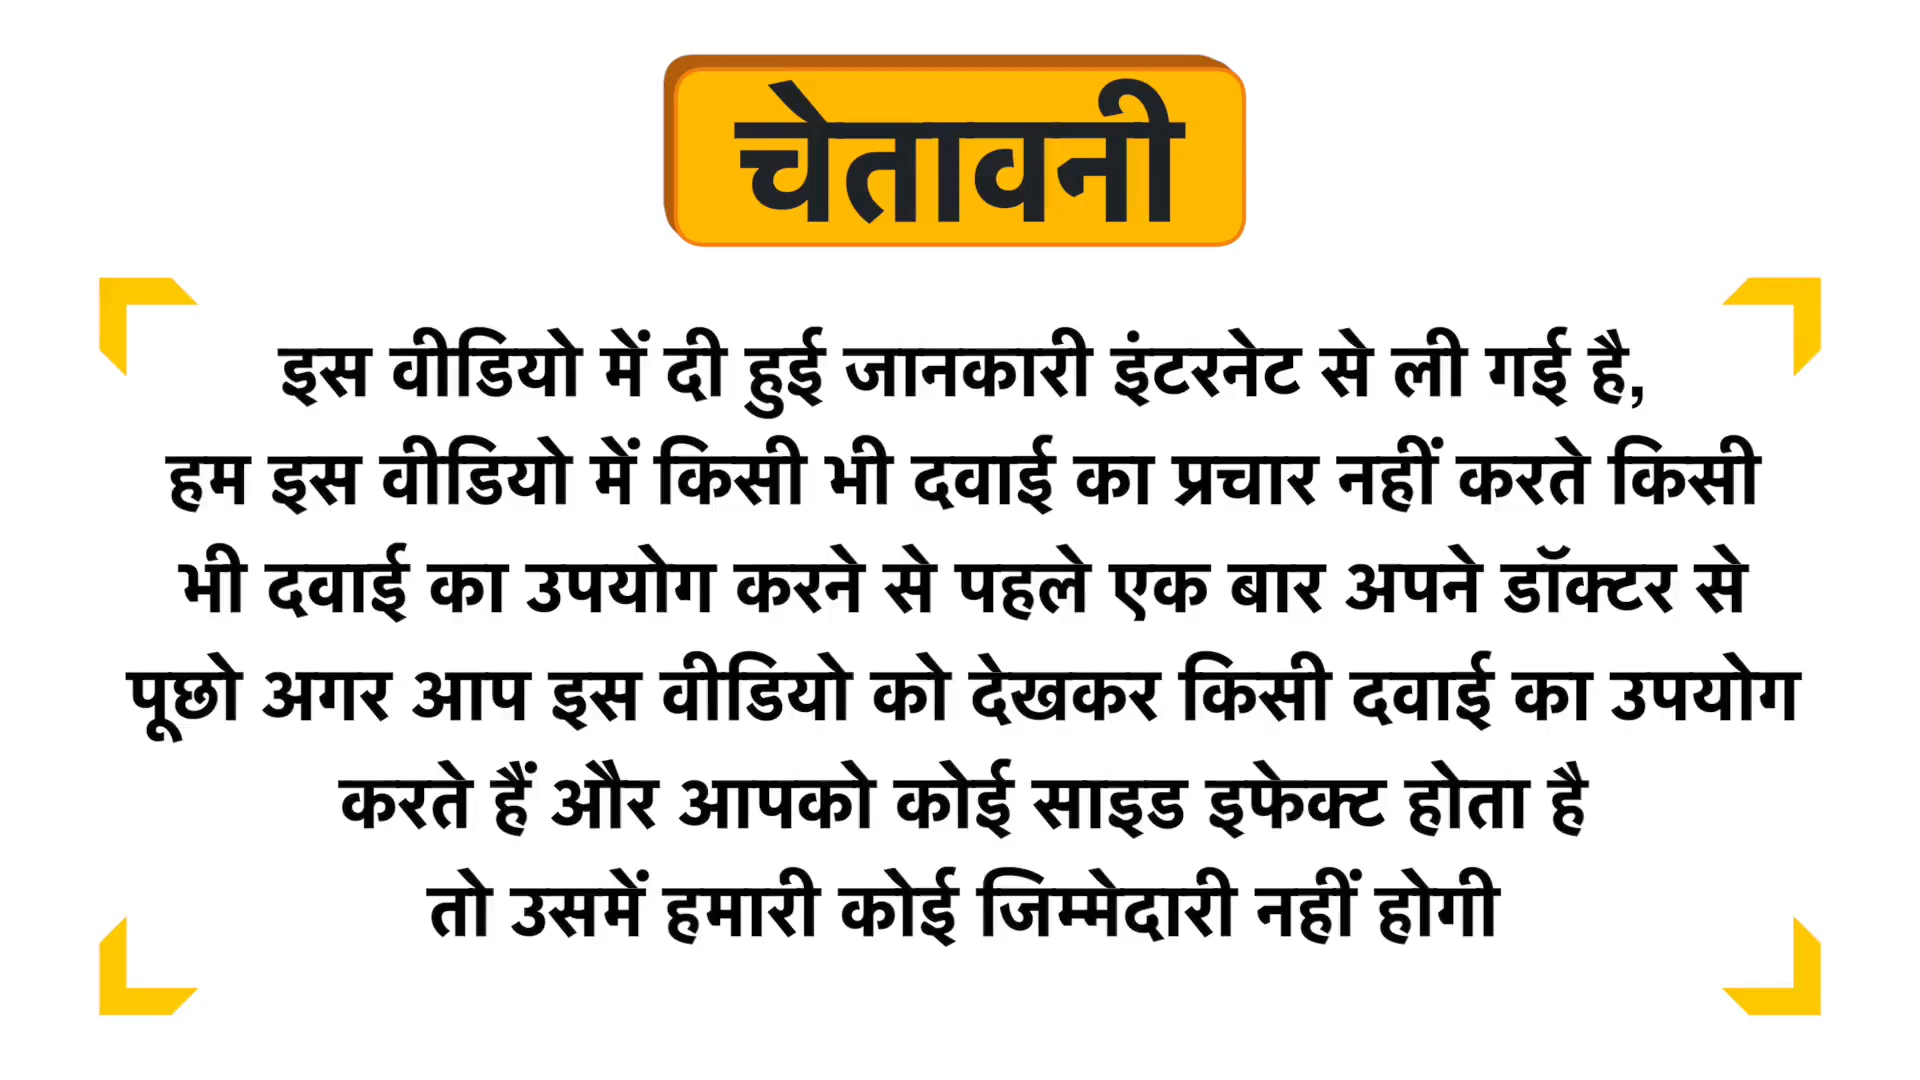 चेतावनी
इस वीडियो में दी हुई जानकारी इंटरनेट से ली गई है,
हम इस वीडियो में किसी भी दवाई का प्रचार नहीं करते किसी
भी दवाई का उपयोग करने से पहले एक बार अपने डॉक्टर से
पूछो अगर आप इस वीडियो को देखकर किसी दवाई का उपयोग
करते हैं और आपको कोई साइड इफेक्ट होता है
तो उसमें हमारी कोई जिम्मेदारी नहीं होगी